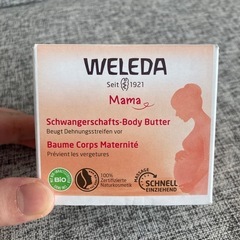 WELEDA
Seit 1921
Mama
Schwangerschafts-Body Butter
Beugt Dehnungsstreifen vor
Baume Corps Maternité
Prévient les vergetures
BIO
100%
Zertifizierte
Naturkosmetik
MASSAGE
SCHNELL
EINZIEHEND